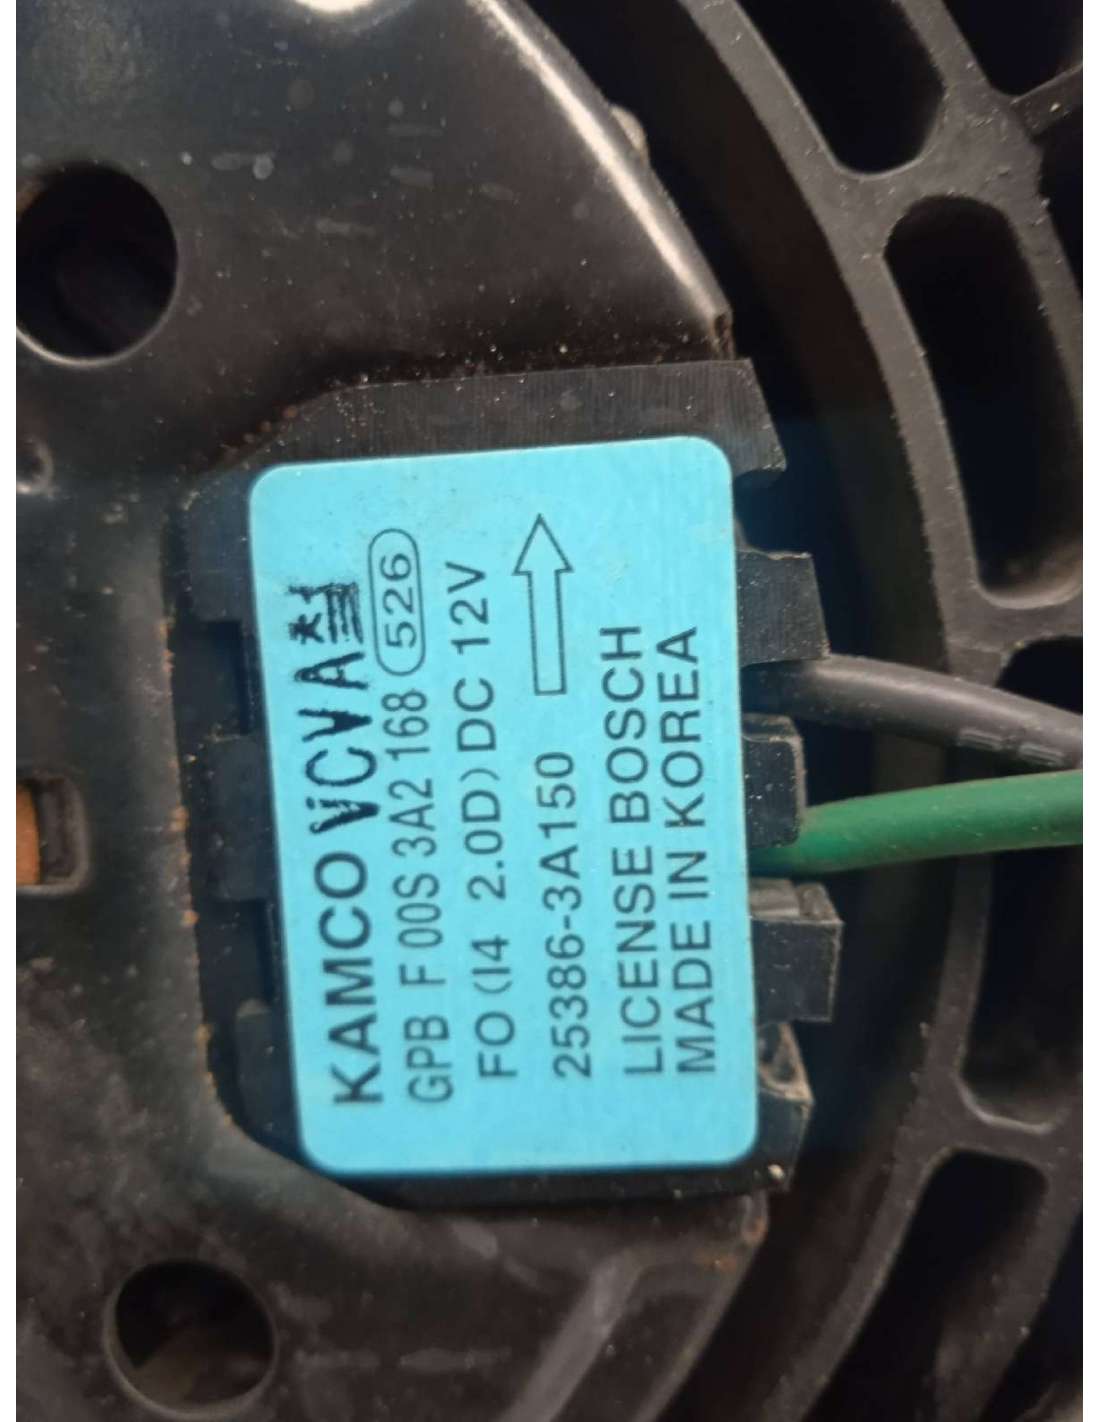 KAMCO VCVA
GPB F 00S 3A2 168 526
FO (I4 2.0D) DC 12V
25386-3A150
LICENSE BOSCH
MADE IN KOREA